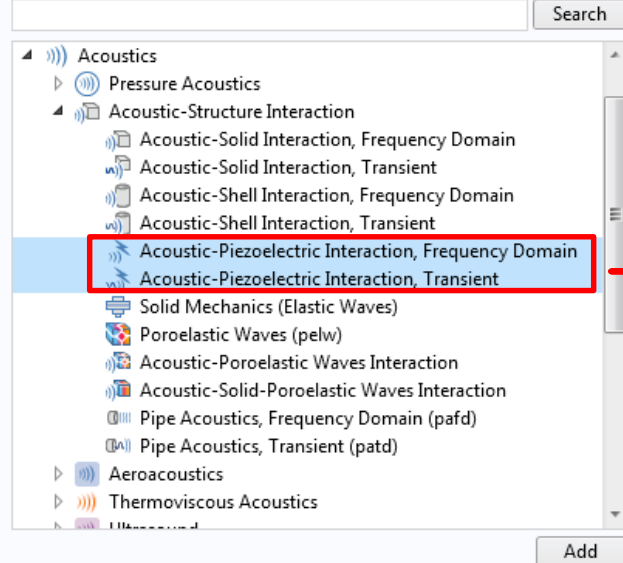 Search
Acoustics
Pressure Acoustics
Acoustic-Structure Interaction
Acoustic-Solid Interaction, Frequency Domain
Acoustic-Solid Interaction, Transient
Acoustic-Shell Interaction, Frequency Domain
Acoustic-Shell Interaction, Transient
Acoustic-Piezoelectric Interaction, Frequency Domain
Acoustic-Piezoelectric Interaction, Transient
Solid Mechanics (Elastic Waves)
Poroelastic Waves (pelw)
Acoustic-Poroelastic Waves Interaction
Acoustic-Solid-Poroelastic Waves Interaction
Pipe Acoustics, Frequency Domain (pafd)
Pipe Acoustics, Transient (patd)
Aeroacoustics
Thermoviscous Acoustics
Ultrasound
Add